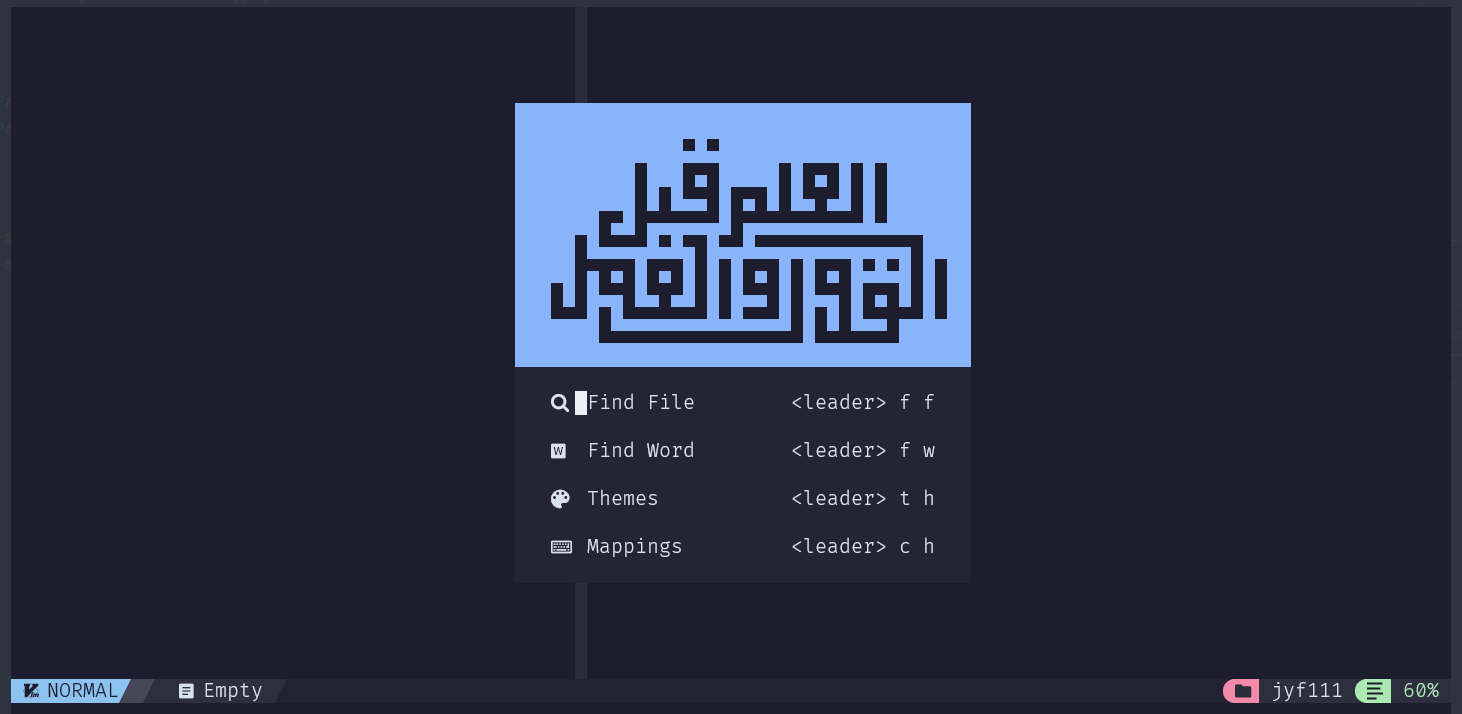 العلم قبل
القول والعمل
Find File <leader> f f
Find Word <leader> f w
Themes <leader> t h
Mappings <leader> c h
NORMAL Empty jyf111 60%